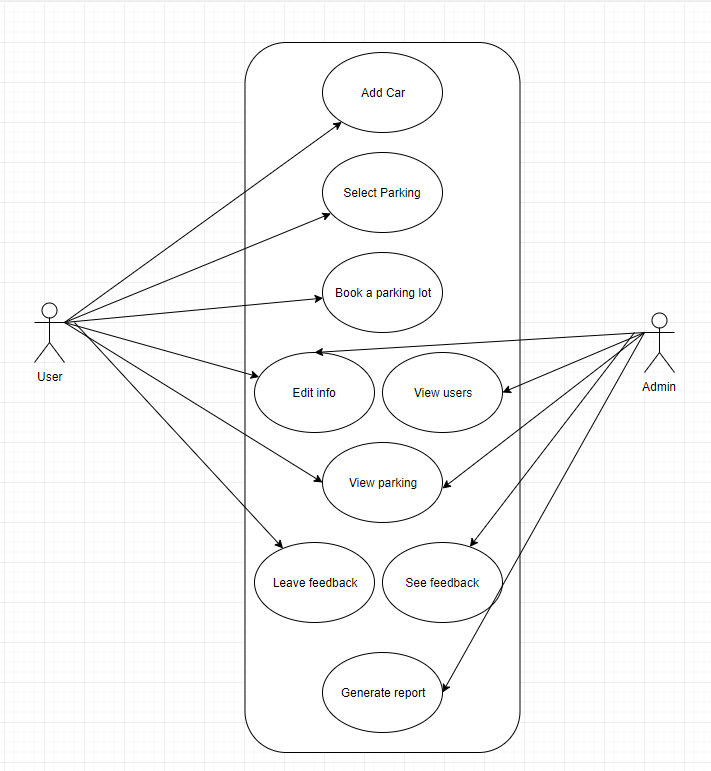 Add Car
Select Parking
Book a parking lot
User
Admin
Edit info
View users
View parking
Leave feedback
See feedback
Generate report